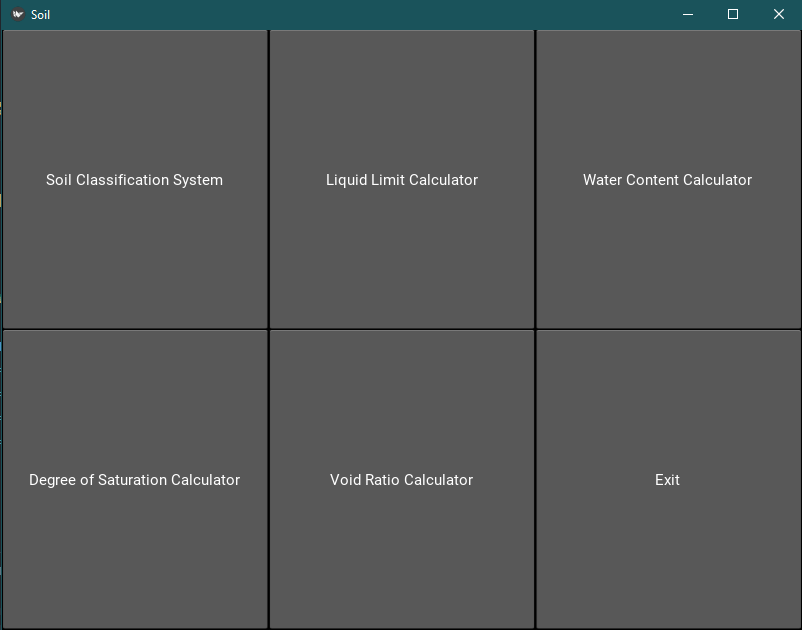 Soil
Soil Classification System
Liquid Limit Calculator
Water Content Calculator
Degree of Saturation Calculator
Void Ratio Calculator
Exit